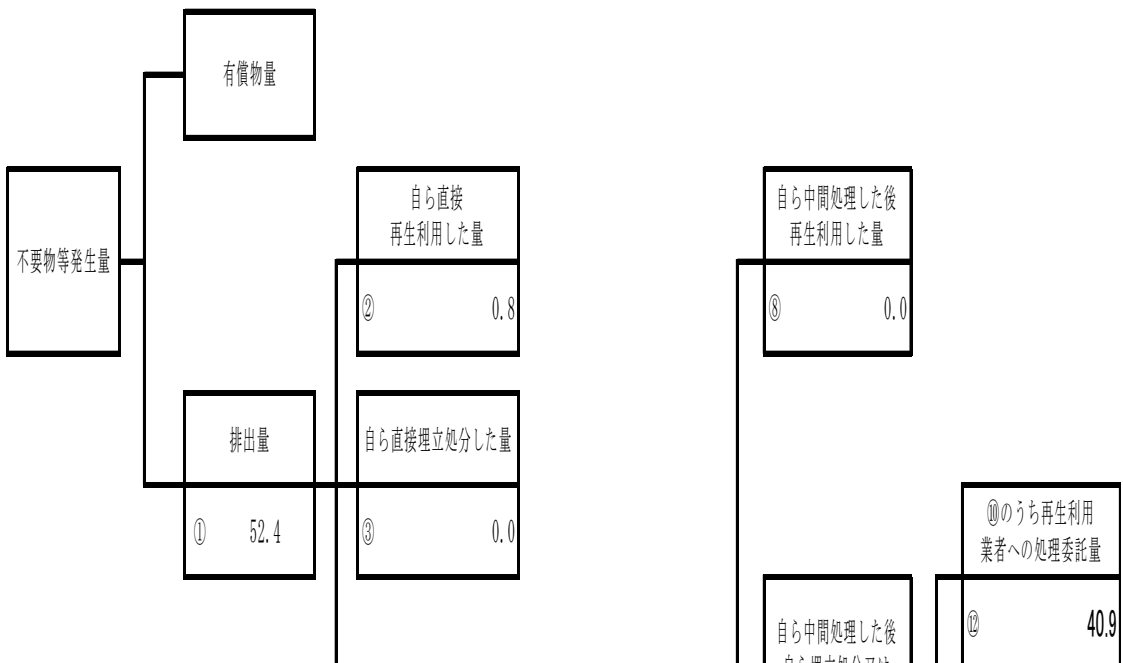 有償物量
不要物等発生量
自ら直接
再生利用した量
② 0.8
自ら中間処理した後
再生利用した量
⑧ 0.0
排出量
① 52.4
自ら直接埋立処分した量
③ 0.0
⑩のうち再生利用
業者への処理委託量
⑫ 40.9
自ら中間処理した後